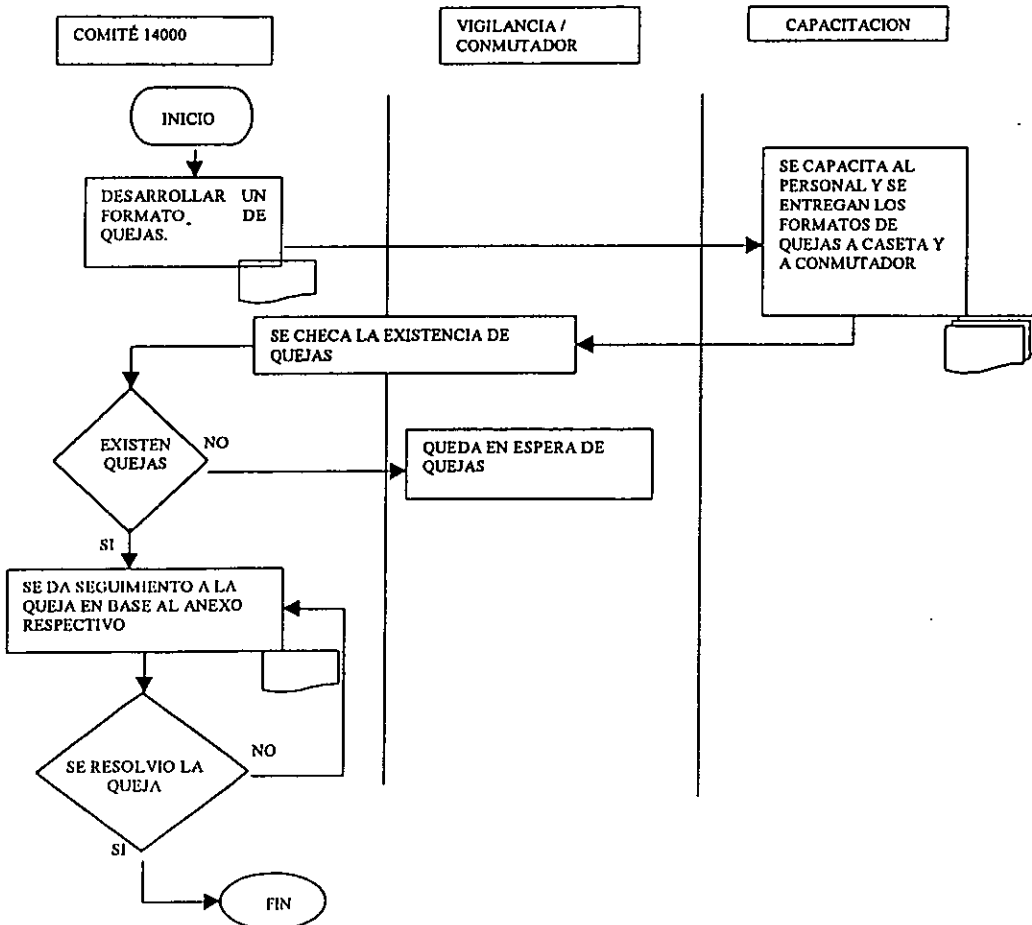 COMITÉ 14000
VIGILANCIA /
CONMUTADOR
CAPACITACION
INICIO
DESARROLLAR UN
FORMATO DE
QUEJAS.
SE CAPACITA AL
PERSONAL Y SE
ENTREGAN LOS
FORMATOS DE
QUEJAS A CASETA Y
A CONMUTADOR
SE CHECA LA EXISTENCIA DE
QUEJAS
EXISTEN
QUEJAS
NO
QUEDA EN ESPERA DE
QUEJAS
SI
SE DA SEGUIMIENTO A LA
QUEJA EN BASE AL ANEXO
RESPECTIVO
SE RESOLVIO LA
QUEJA
NO
SI
FIN